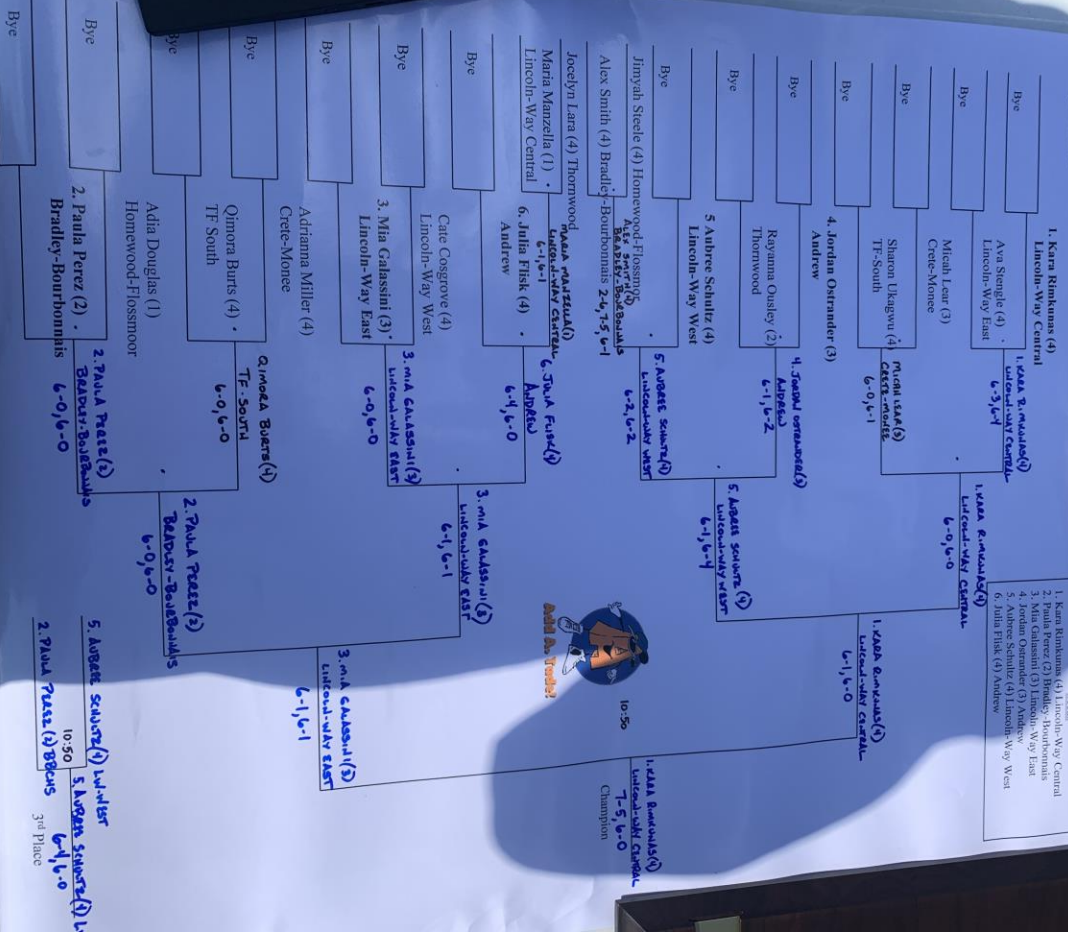 1. Kara Rimkunas (4)
Lincoln-Way Central
Bye
Ava Stengle (4)
Lincoln-Way East
Bye
Micah Lear (3)
Crete-Monee
Bye
Sharon Ukagwu (4)
TF-South
Bye
4. Jordan Ostrander (3)
Andrew
Bye
Rayanna Ousley (2)
Thornwood
Bye
5 Aubree Schultz (4)
Lincoln-Way West
Bye
Jimyah Steele (4) Homewood-Flossmor
Alex Smith (4) Bradley-Bourbonnais 2-6, 7-5, 6-1
ALEX SMITH (4)
BRADLEY-BOURBONNAIS
Jocelyn Lara (4) Thornwood
Maria Manzella (1)
Lincoln-Way Central
MARIA MANZELLA (1)
LINCOLN-WAY CENTRAL
6-1, 6-1
6. Julia Flisk (4)
Andrew
Bye
Cate Cosgrove (4)
Lincoln-Way West
Bye
3. Mia Galassini (3)
Lincoln-Way East
Bye
Adrianna Miller (4)
Crete-Monee
Bye
Qimora Burts (4)
TF South
Bye
Adia Douglas (1)
Homewood-Flossmoor
Bye
2. Paula Perez (2)
Bradley-Bourbonnais
Bye
1. KARA RIMKUNAS (4)
LINCOLN-WAY CENTRAL
6-3, 6-4
MICAH LEAR (3)
CRETE-MONEE
6-0, 6-1
4. JORDAN OSTRANDER (3)
ANDREW
6-1, 6-2
5. AUBREE SCHULTZ (4)
LINCOLN-WAY WEST
6-2, 6-2
6. JULIA FLISK (4)
ANDREW
6-4, 6-0
3. MIA GALASSINI (3)
LINCOLN-WAY EAST
6-0, 6-0
QIMORA BURTS (4)
TF-SOUTH
6-0, 6-0
2. PAULA PEREZ (2)
BRADLEY-BOURBONNAIS
6-0, 6-0
1. KARA RIMKUNAS (4)
LINCOLN-WAY CENTRAL
6-0, 6-0
5. AUBREE SCHULTZ (4)
LINCOLN-WAY WEST
6-1, 6-4
3. MIA GALASSINI (3)
LINCOLN-WAY EAST
6-1, 6-1
2. PAULA PEREZ (2)
BRADLEY-BOURBONNAIS
6-0, 6-0
1. Kara Rimkunas (4) Lincoln-Way Central
2. Paula Perez (2) Bradley-Bourbonnais
3. Mia Galassini (3) Lincoln-Way East
4. Jordan Ostrander (3) Andrew
5. Aubree Schultz (4) Lincoln-Way West
6. Julia Flisk (4) Andrew
1. KARA RIMKUNAS (4)
LINCOLN-WAY CENTRAL
6-1, 6-0
3. MIA GALASSINI (3)
LINCOLN-WAY EAST
6-1, 6-1
10:50
1. KARA RIMKUNAS (4)
LINCOLN-WAY CENTRAL
7-5, 6-0
Champion
5. AUBREE SCHULTZ (4) LW-WEST
10:50
2. PAULA PEREZ (2) BBCHS
5. AUBREE SCHULTZ (4)
6-4, 6-0
3rd Place